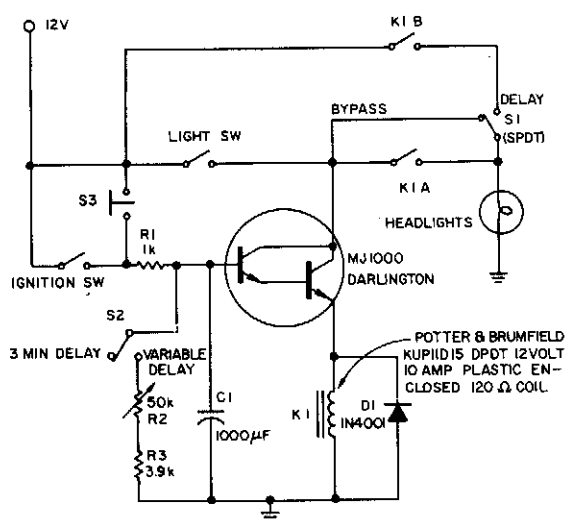 12V
K1 B
DELAY
BYPASS
S1
(SPDT)
LIGHT SW
K1A
S3
HEADLIGHTS
R1
1k
MJ1000
DARLINGTON
IGNITION SW
S2
3 MIN DELAY
VARIABLE
DELAY
POTTER & BRUMFIELD
KUP11D15 DPDT 12VOLT
10 AMP PLASTIC EN-
CLOSED 120 Ω COIL
50k
R2
C1
1000µF
K1
D1
1N4001
R3
3.9k